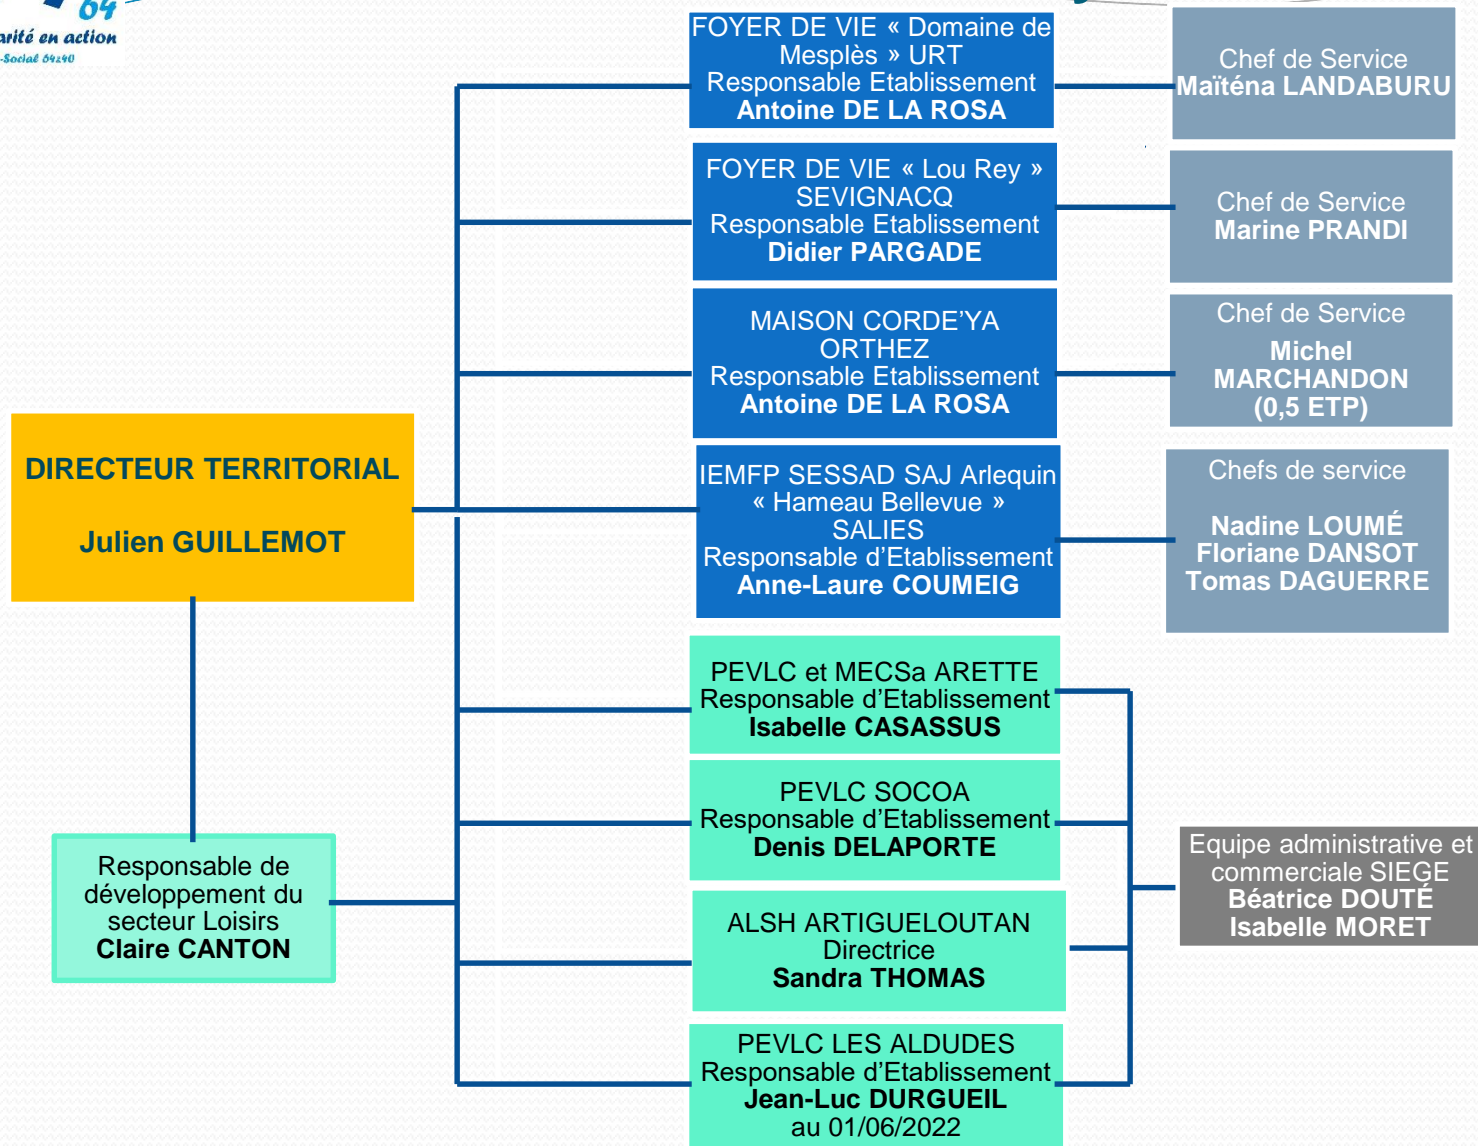 64
arité en action
-Social 64240
FOYER DE VIE « Domaine de
Mesplès » URT
Responsable Etablissement
Antoine DE LA ROSA
Chef de Service
Maïténa LANDABURU
FOYER DE VIE « Lou Rey »
SEVIGNACQ
Responsable Etablissement
Didier PARGADE
Chef de Service
Marine PRANDI
MAISON CORDE’YA
ORTHEZ
Responsable Etablissement
Antoine DE LA ROSA
Chef de Service
Michel
MARCHANDON
(0,5 ETP)
DIRECTEUR TERRITORIAL
Julien GUILLEMOT
IEMFP SESSAD SAJ Arlequin
« Hameau Bellevue »
SALIES
Responsable d’Etablissement
Anne-Laure COUMEIG
Chefs de service
Nadine LOUMÉ
Floriane DANSOT
Tomas DAGUERRE
PEVLC et MECSa ARETTE
Responsable d’Etablissement
Isabelle CASASSUS
PEVLC SOCOA
Responsable d’Etablissement
Denis DELAPORTE
Responsable de
développement du
secteur Loisirs
Claire CANTON
ALSH ARTIGUELOUTAN
Directrice
Sandra THOMAS
Equipe administrative et
commerciale SIEGE
Béatrice DOUTÉ
Isabelle MORET
PEVLC LES ALDUDES
Responsable d’Etablissement
Jean-Luc DURGUEIL
au 01/06/2022